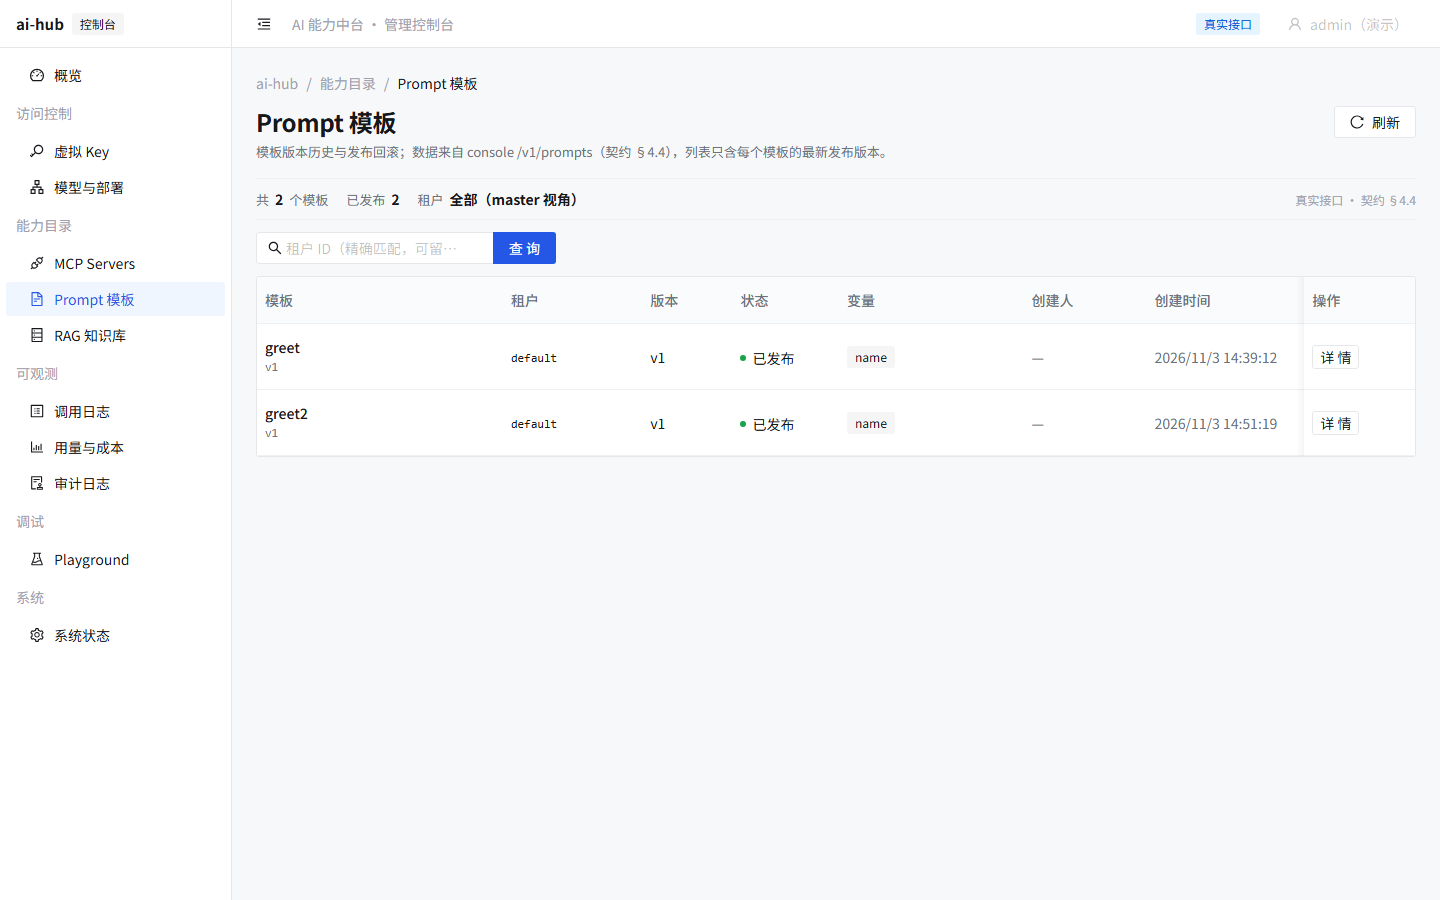 ai-hub 控制台
AI 能力中台 · 管理控制台
真实接口
admin（演示）
概览
访问控制
虚拟 Key
模型与部署
能力目录
MCP Servers
Prompt 模板
RAG 知识库
可观测
调用日志
用量与成本
审计日志
调试
Playground
系统
系统状态
ai-hub / 能力目录 / Prompt 模板
Prompt 模板
刷新
模板版本历史与发布回滚；数据来自 console /v1/prompts（契约 §4.4），列表只含每个模板的最新发布版本。
共 2 个模板 已发布 2 租户 全部（master 视角）
真实接口 · 契约 §4.4
租户 ID（精确匹配，可留… 查 询
模板 租户 版本 状态 变量 创建人 创建时间 操作
greet
v1
default v1 已发布 name — 2026/11/3 14:39:12 详 情
greet2
v1
default v1 已发布 name — 2026/11/3 14:51:19 详 情